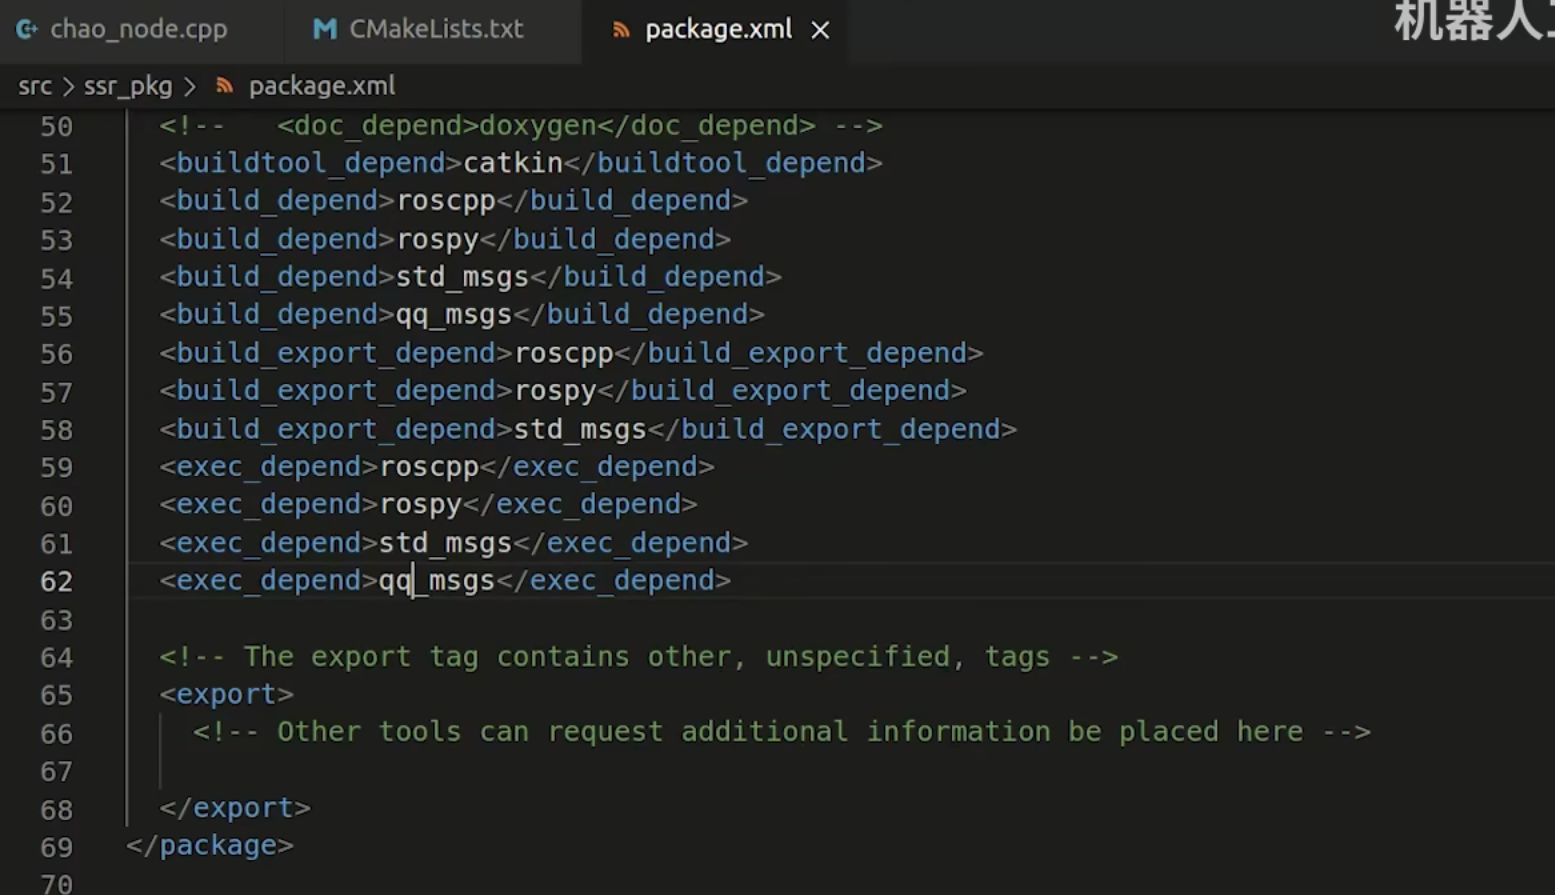 chao_node.cpp CMakeLists.txt package.xml
机器人工
src > ssr_pkg > package.xml
50 <!--   <doc_depend>doxygen</doc_depend> -->
51 <buildtool_depend>catkin</buildtool_depend>
52 <build_depend>roscpp</build_depend>
53 <build_depend>rospy</build_depend>
54 <build_depend>std_msgs</build_depend>
55 <build_depend>qq_msgs</build_depend>
56 <build_export_depend>roscpp</build_export_depend>
57 <build_export_depend>rospy</build_export_depend>
58 <build_export_depend>std_msgs</build_export_depend>
59 <exec_depend>roscpp</exec_depend>
60 <exec_depend>rospy</exec_depend>
61 <exec_depend>std_msgs</exec_depend>
62 <exec_depend>qq_msgs</exec_depend>
63
64 <!-- The export tag contains other, unspecified, tags -->
65 <export>
66 <!-- Other tools can request additional information be placed here -->
67
68 </export>
69 </package>
70